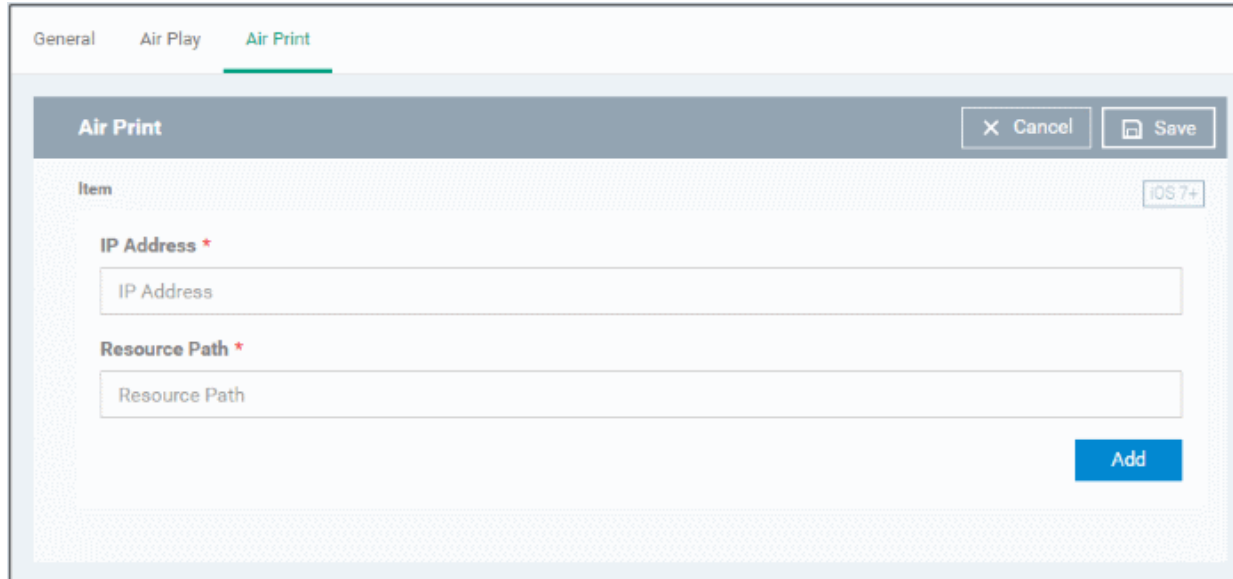 General Air Play Air Print
Air Print Cancel Save
Item iOS 7+
IP Address *
IP Address
Resource Path *
Resource Path
Add